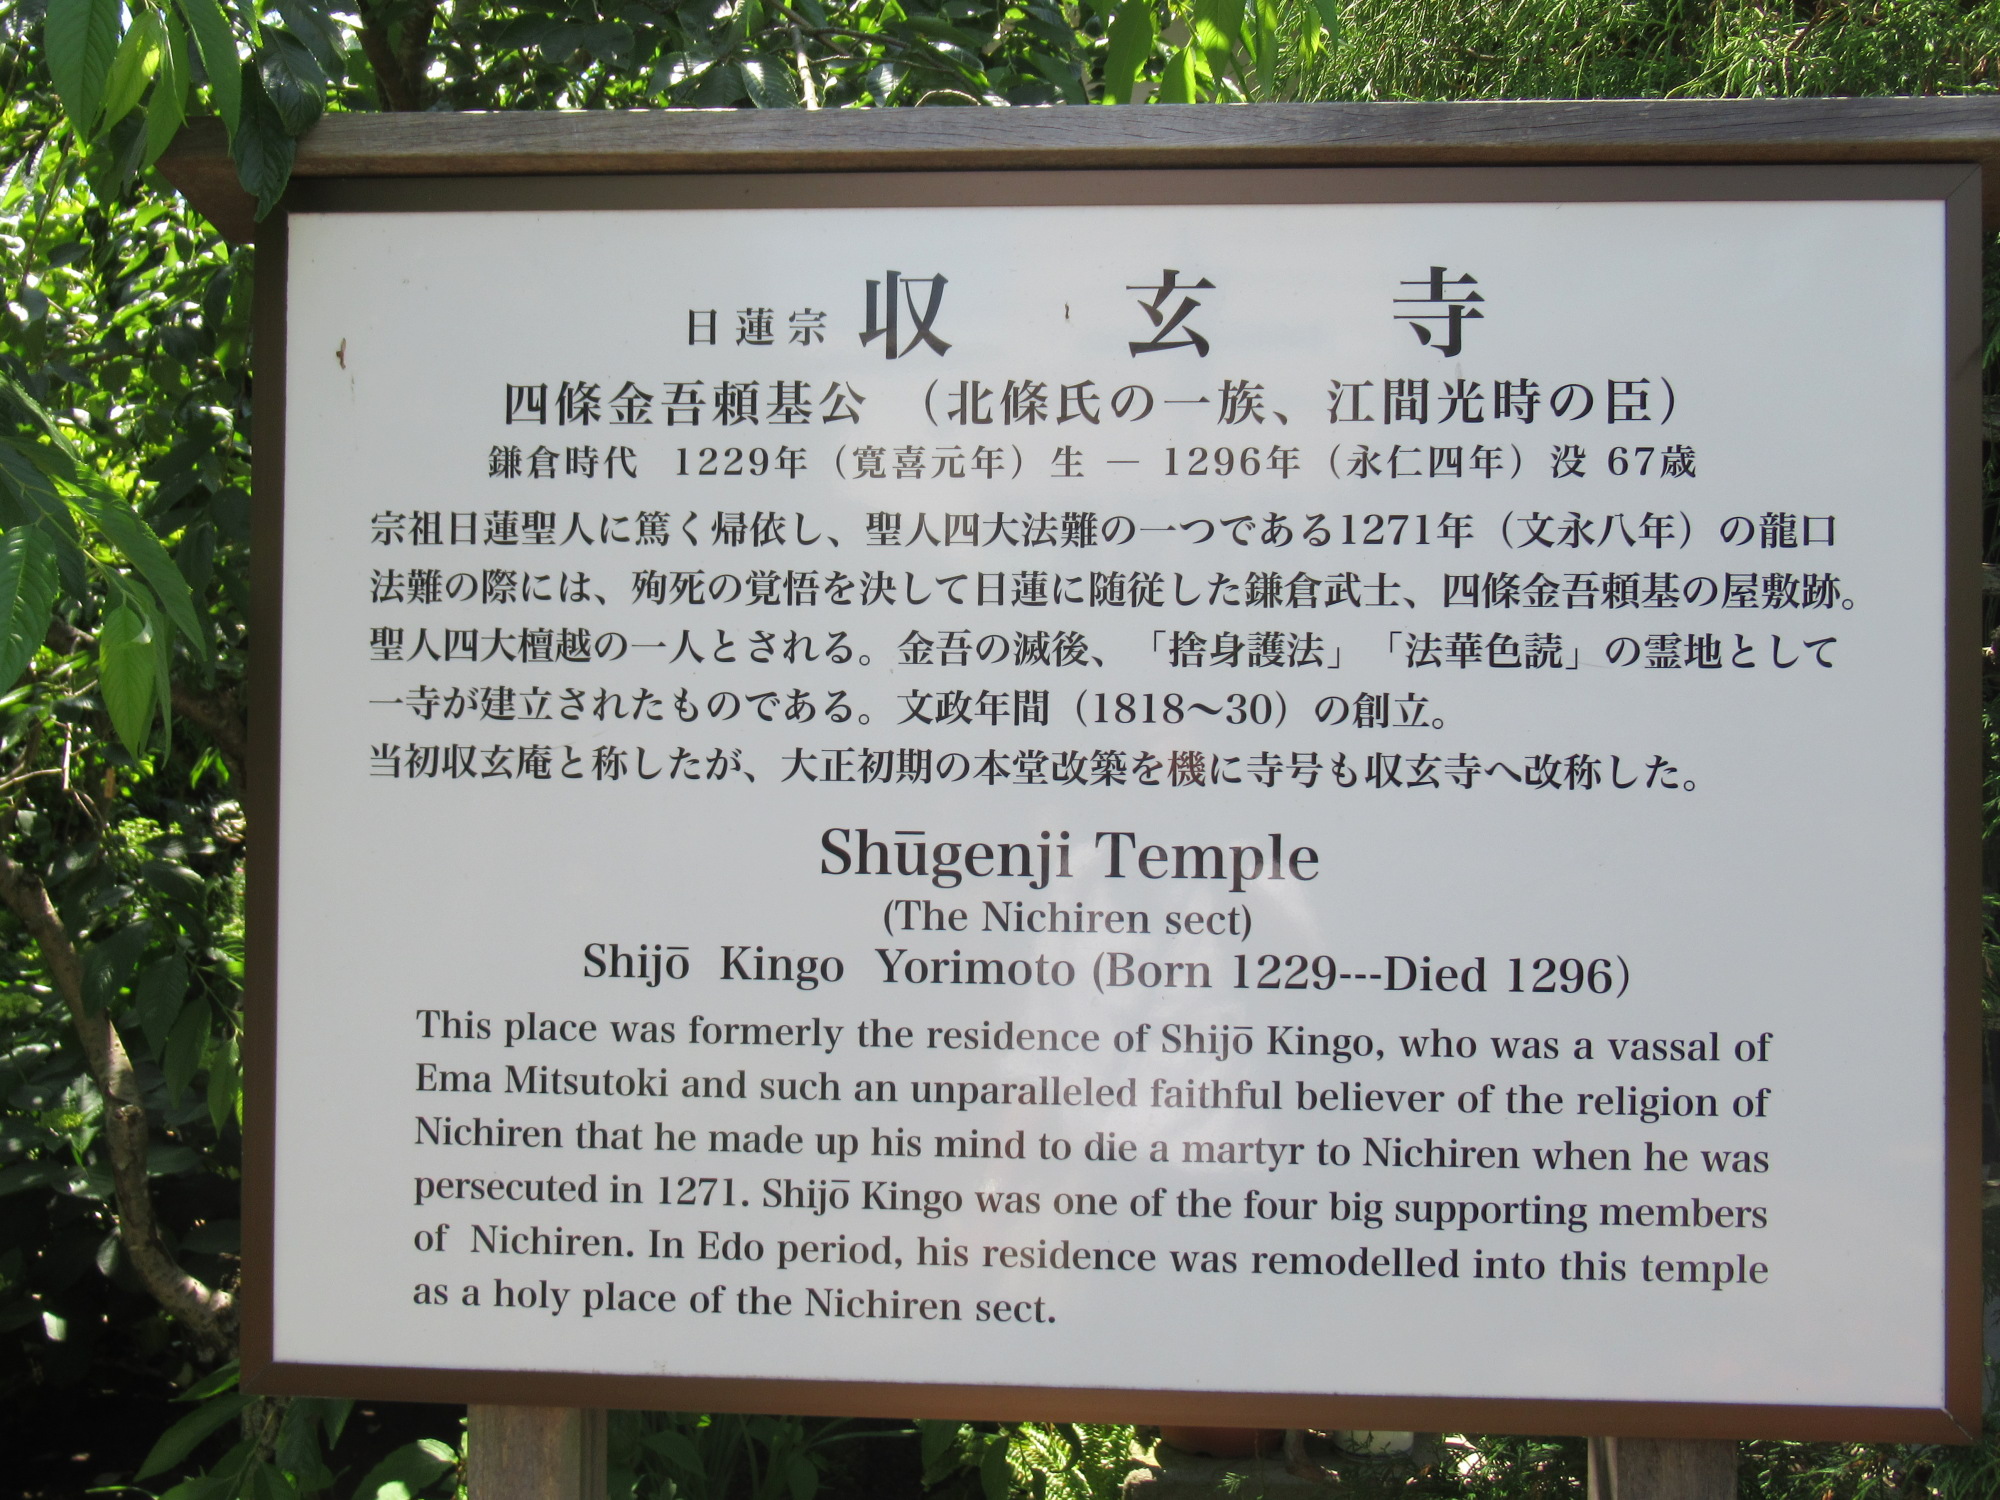 日蓮宗 収玄寺
四條金吾頼基公 （北條氏の一族、江間光時の臣）
鎌倉時代 1229年（寛喜元年）生 － 1296年（永仁四年）没 67歳
宗祖日蓮聖人に篤く帰依し、聖人四大法難の一つである1271年（文永八年）の龍口
法難の際には、殉死の覚悟を決して日蓮に随従した鎌倉武士、四條金吾頼基の屋敷跡。
聖人四大檀越の一人とされる。金吾の滅後、「捨身護法」「法華色読」の霊地として
一寺が建立されたものである。文政年間（1818～30）の創立。
当初収玄庵と称したが、大正初期の本堂改築を機に寺号も収玄寺へ改称した。
Shūgenji Temple
(The Nichiren sect)
Shijō Kingo Yorimoto (Born 1229---Died 1296)
This place was formerly the residence of Shijō Kingo, who was a vassal of
Ema Mitsutoki and such an unparalleled faithful believer of the religion of
Nichiren that he made up his mind to die a martyr to Nichiren when he was
persecuted in 1271. Shijō Kingo was one of the four big supporting members
of Nichiren. In Edo period, his residence was remodelled into this temple
as a holy place of the Nichiren sect.